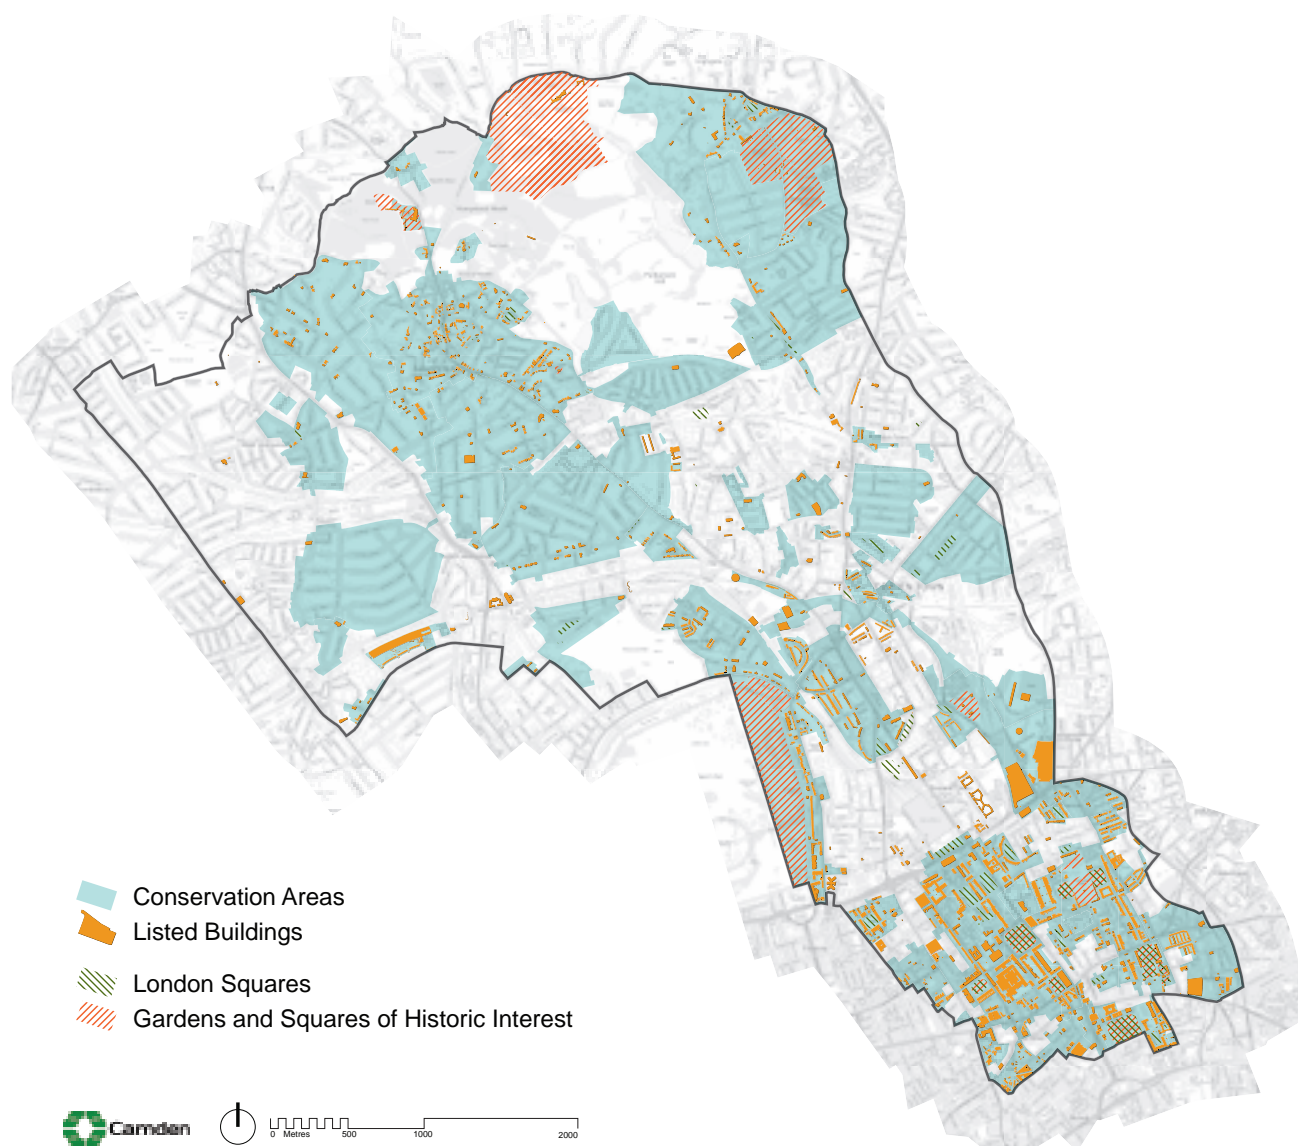 Conservation Areas
Listed Buildings
London Squares
Gardens and Squares of Historic Interest
Camden
0 Metres 500 1000 2000